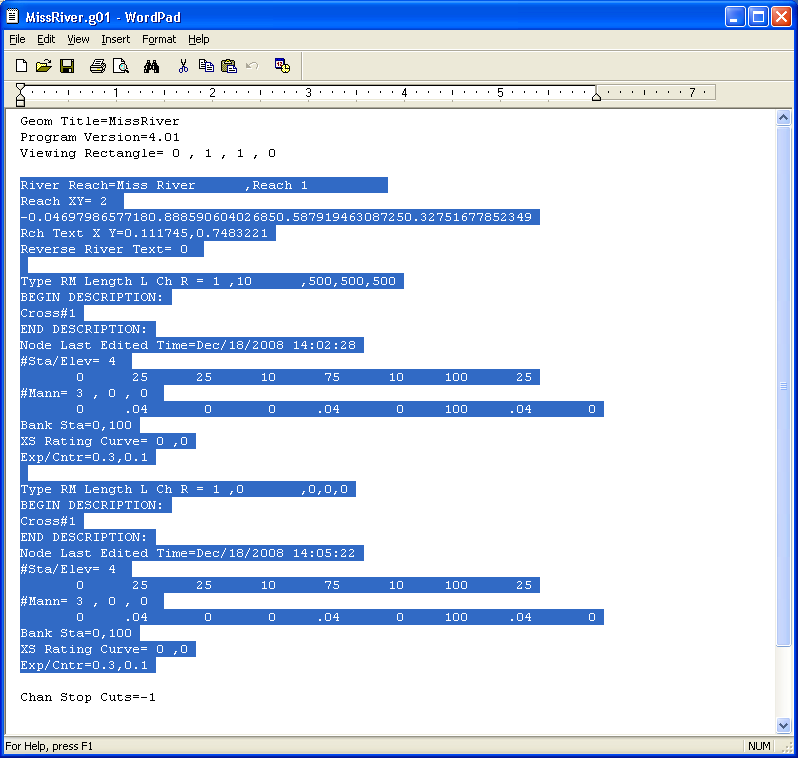 MissRiver.g01 - WordPad
File Edit View Insert Format Help
1 2 3 4 5 7
Geom Title=MissRiver
Program Version=4.01
Viewing Rectangle= 0 , 1 , 1 , 0
River Reach=Miss River      ,Reach 1
Reach XY= 2
-0.04697986577180.888590604026850.587919463087250.32751677852349
Rch Text X Y=0.111745,0.7483221
Reverse River Text= 0
Type RM Length L Ch R = 1 ,10      ,500,500,500
BEGIN DESCRIPTION:
Cross#1
END DESCRIPTION:
Node Last Edited Time=Dec/18/2008 14:02:28
#Sta/Elev= 4
       0      25      25      10      75      10     100      25
#Mann= 3 , 0 , 0
       0     .04       0       0     .04       0     100     .04       0
Bank Sta=0,100
XS Rating Curve= 0 ,0
Exp/Cntr=0.3,0.1
Type RM Length L Ch R = 1 ,0       ,0,0,0
BEGIN DESCRIPTION:
Cross#1
END DESCRIPTION:
Node Last Edited Time=Dec/18/2008 14:05:22
#Sta/Elev= 4
       0      25      25      10      75      10     100      25
#Mann= 3 , 0 , 0
       0     .04       0       0     .04       0     100     .04       0
Bank Sta=0,100
XS Rating Curve= 0 ,0
Exp/Cntr=0.3,0.1
Chan Stop Cuts=-1
For Help, press F1
NUM